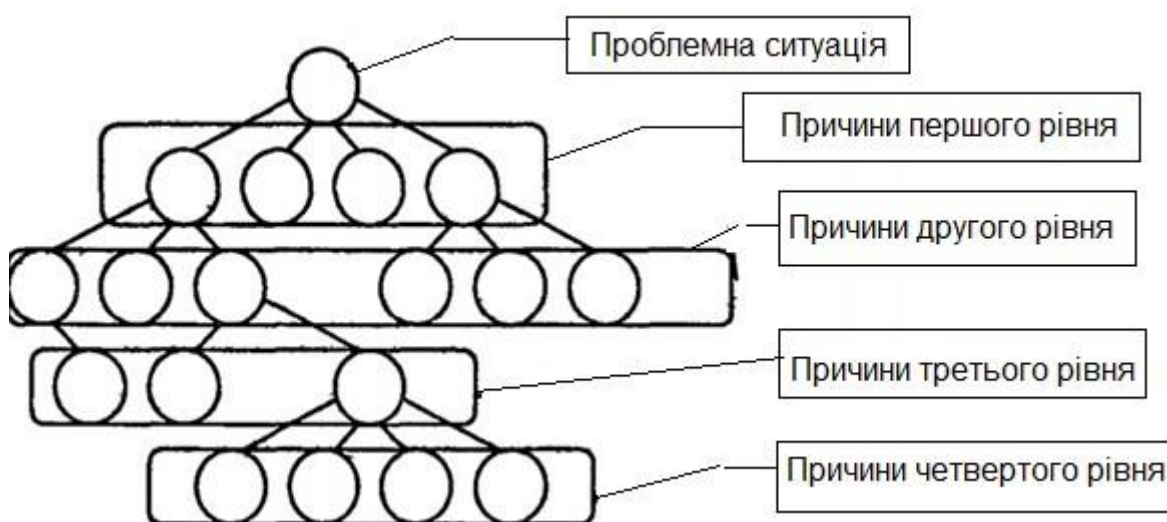 Проблемна ситуація
Причини першого рівня
Причини другого рівня
Причини третього рівня
Причини четвертого рівня